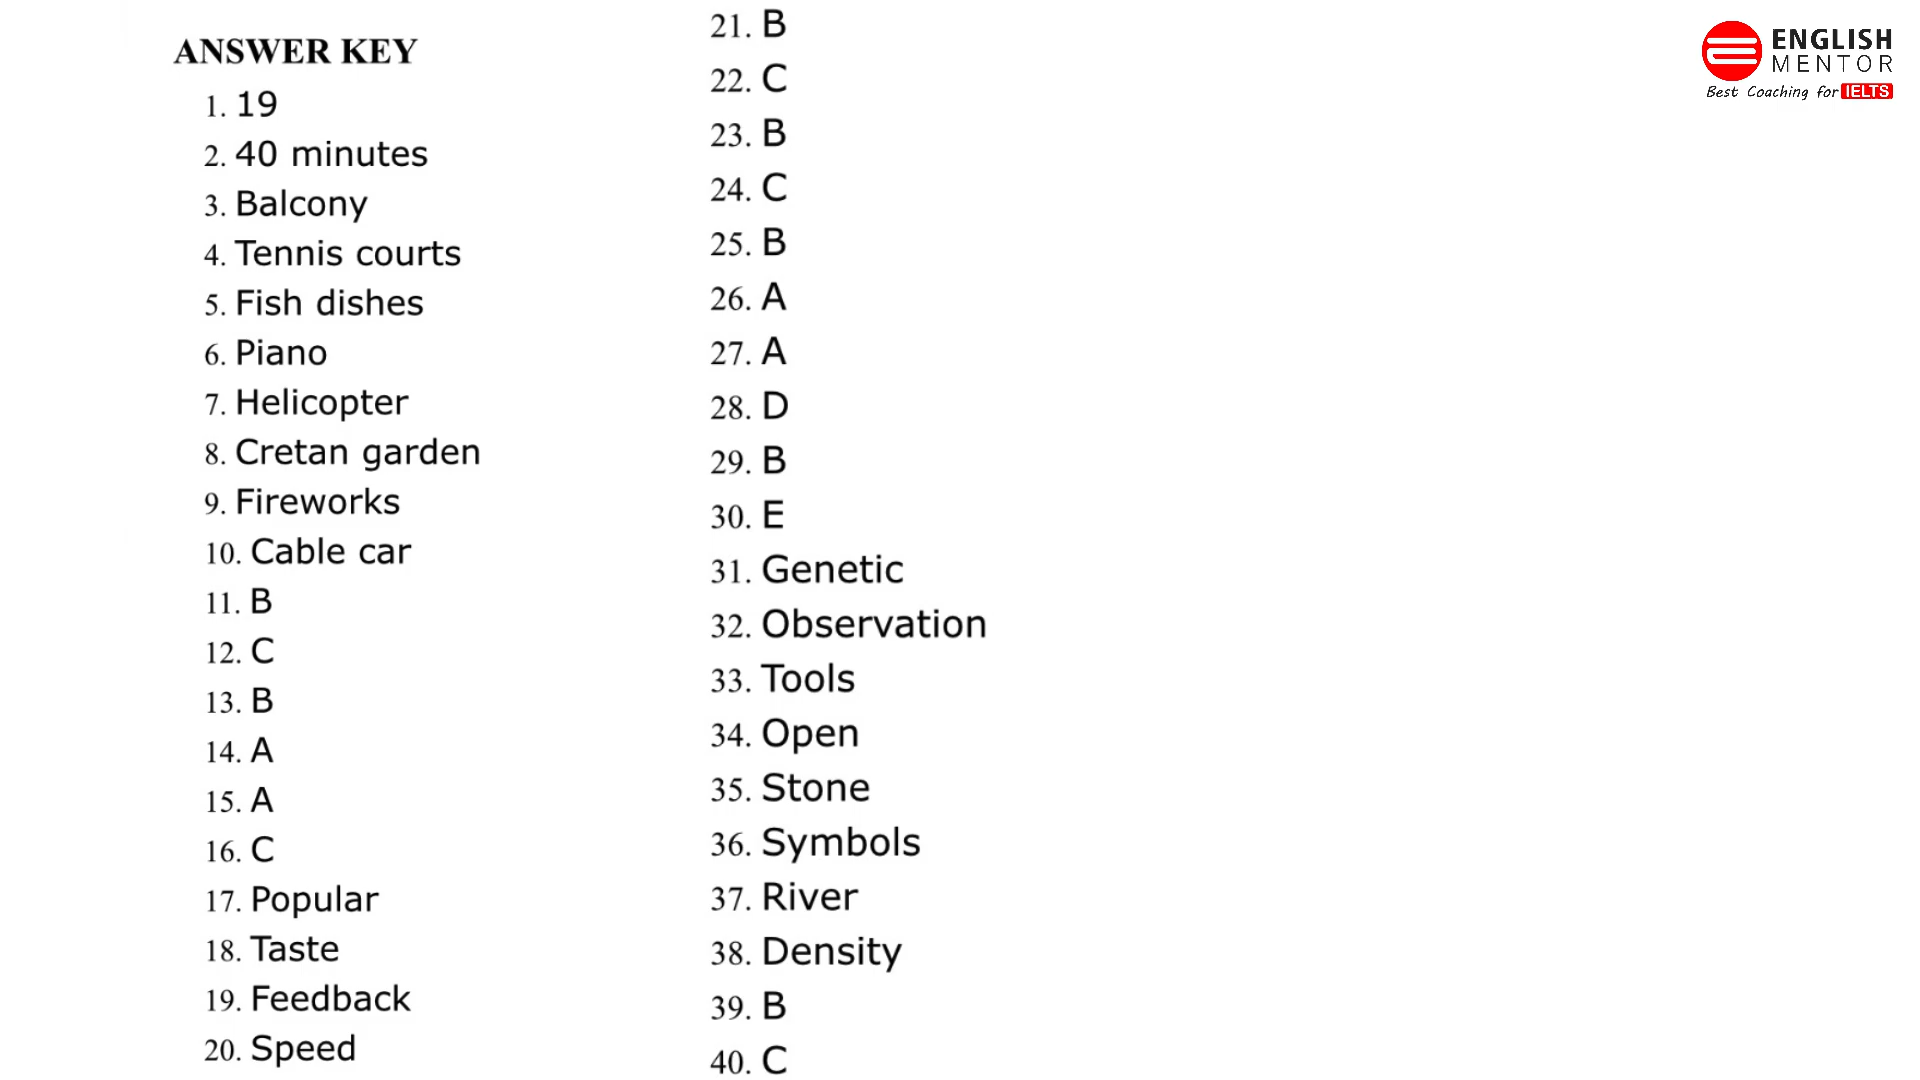 ANSWER KEY
1. 19
2. 40 minutes
3. Balcony
4. Tennis courts
5. Fish dishes
6. Piano
7. Helicopter
8. Cretan garden
9. Fireworks
10. Cable car
11. B
12. C
13. B
14. A
15. A
16. C
17. Popular
18. Taste
19. Feedback
20. Speed
21. B
22. C
23. B
24. C
25. B
26. A
27. A
28. D
29. B
30. E
31. Genetic
32. Observation
33. Tools
34. Open
35. Stone
36. Symbols
37. River
38. Density
39. B
40. C
ENGLISH
MENTOR
Best Coaching for IELTS